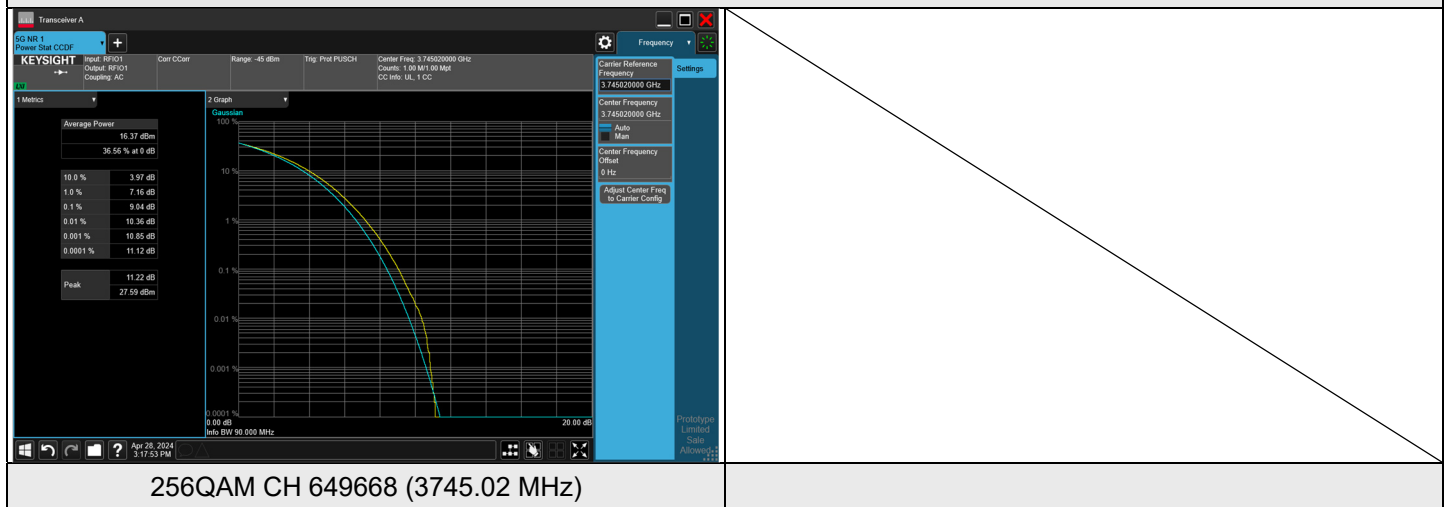 Transceiver A
5G NR 1
Power Stat CCDF
Frequency
KEYSIGHT
Input: RFIO1
Output: RFIO1
Coupling: AC
Corr CCorr
Range: -45 dBm
Trig: Prot PUSCH
Center Freq: 3.745020000 GHz
Counts: 1.00 M/1.00 Mpt
CC Info: UL, 1 CC
Carrier Reference
Frequency
3.745020000 GHz
Settings
1 Metrics
2 Graph
Center Frequency
3.745020000 GHz
Auto
Man
Center Frequency
Offset
0 Hz
Adjust Center Freq
to Carrier Config
Average Power
16.37 dBm
36.56 % at 0 dB
10.0 % 3.97 dB
1.0 % 7.16 dB
0.1 % 9.04 dB
0.01 % 10.36 dB
0.001 % 10.85 dB
0.0001 % 11.12 dB
Peak
11.22 dB
27.59 dBm
Gaussian
100 %
10 %
1 %
0.1 %
0.01 %
0.001 %
0.0001 %
0.00 dB
20.00 dB
Info BW 90.000 MHz
Prototype
Limited
Sale
Allowed
?
Apr 28, 2024
3:17:53 PM
256QAM CH 649668 (3745.02 MHz)